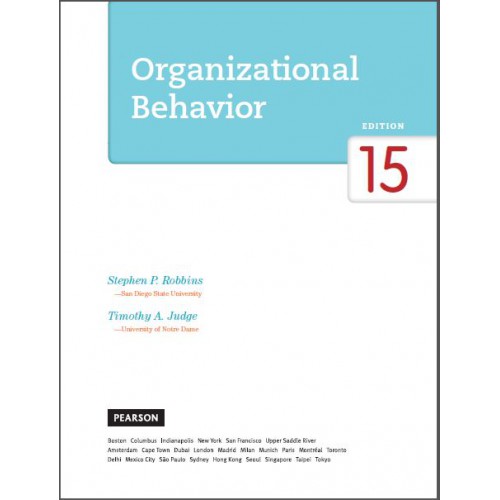 Organizational
Behavior
EDITION
15
Stephen P. Robbins
—San Diego State University
Timothy A. Judge
—University of Notre Dame
PEARSON
Boston Columbus Indianapolis New York San Francisco Upper Saddle River
Amsterdam Cape Town Dubai London Madrid Milan Munich Paris Montréal Toronto
Delhi Mexico City São Paulo Sydney Hong Kong Seoul Singapore Taipei Tokyo